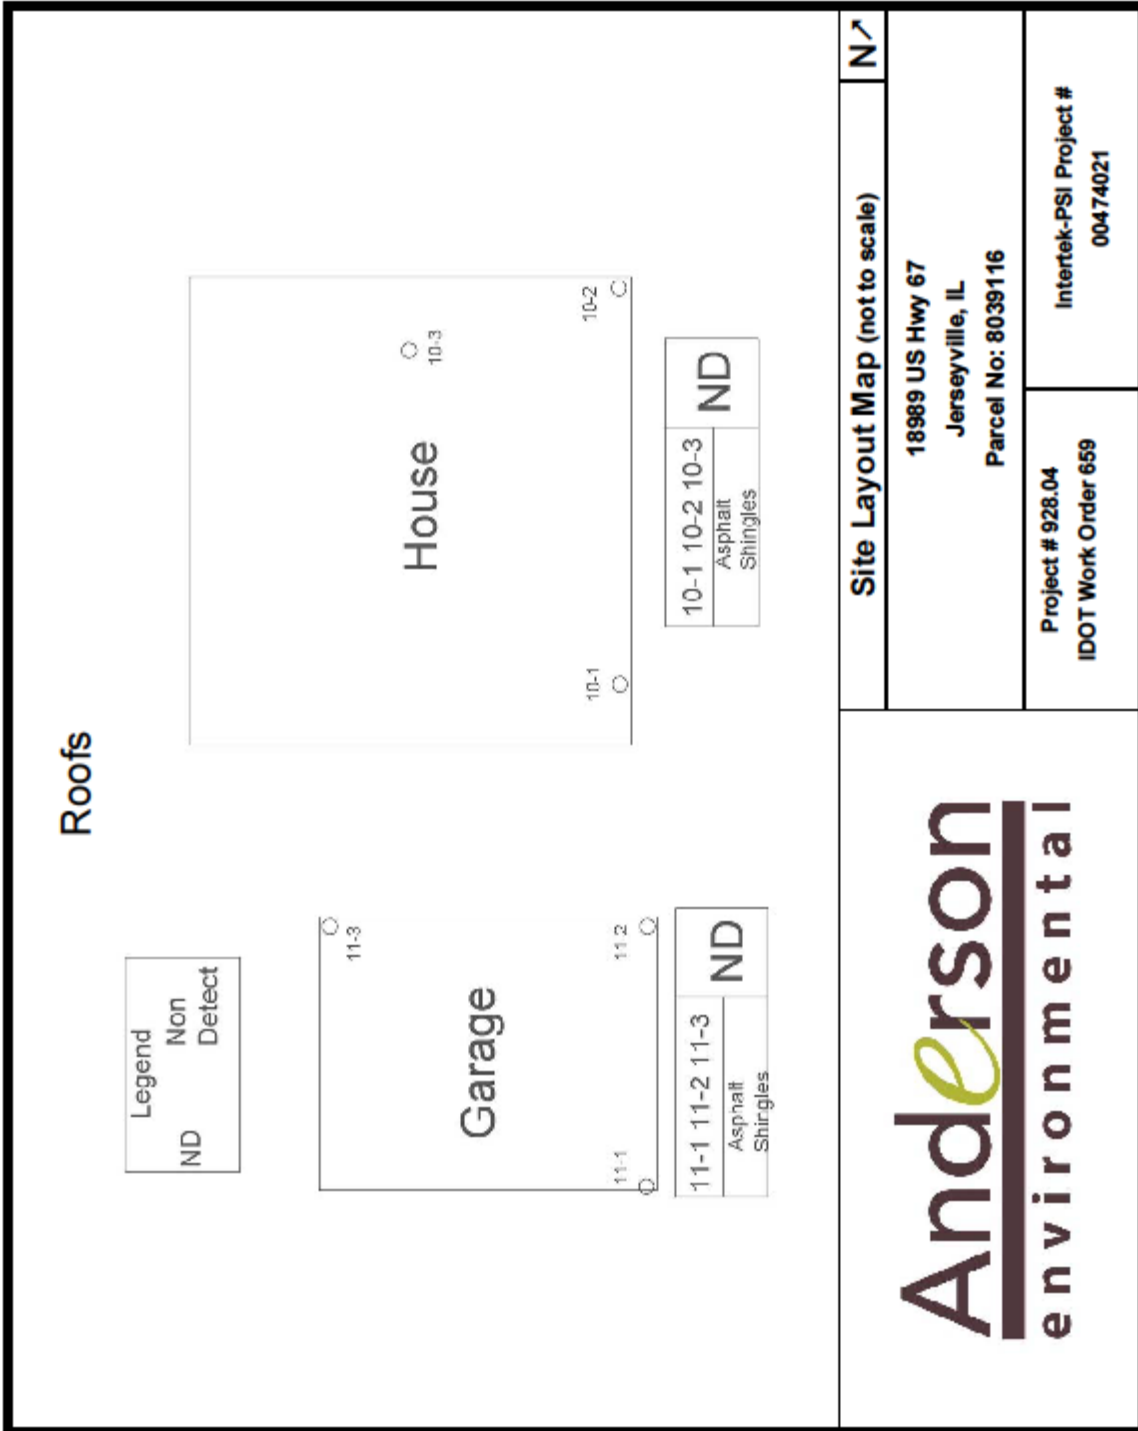 Roofs
Legend
ND Non
Detect
11-3
Garage
11-1
11-2
11-1 11-2 11-3
Asphalt
Shingles
ND
10-3
House
10-1
10-2
10-1 10-2 10-3
Asphalt
Shingles
ND
Anderson
environmental
Site Layout Map (not to scale)
N↗
18989 US Hwy 67
Jerseyville, IL
Parcel No: 8039116
Project # 928.04
IDOT Work Order 659
Intertek-PSI Project #
00474021